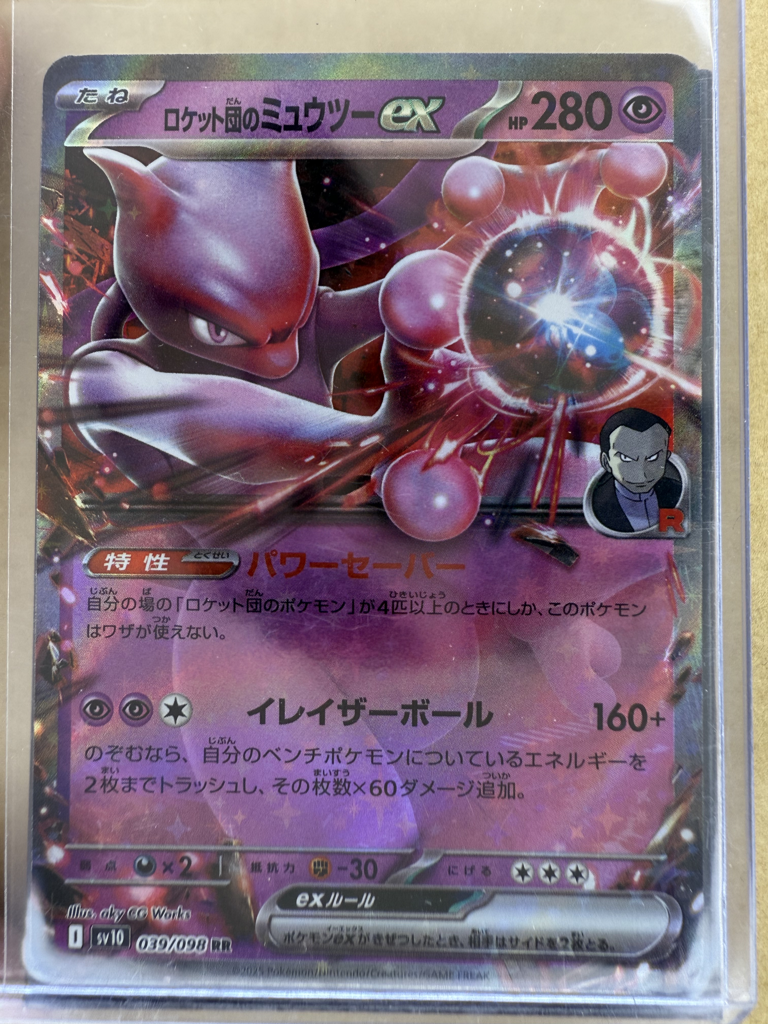 たね
ロケット団のミュウツーex HP280
特性 とくせい パワーセーバー
自分の場の「ロケット団のポケモン」が4匹以上のときにしか、このポケモン
はワザが使えない。
イレイザーボール 160+
のぞむなら、自分のベンチポケモンについているエネルギーを
2枚までトラッシュし、その枚数×60ダメージ追加。
弱点 ×2 抵抗力 -30 にげる
exルール
ポケモンexがきぜつしたとき、相手はサイドを2枚とる。
Illus. aky CG Works
I sv10 039/098 RR
©2025 Pokémon/Nintendo/Creatures/GAME FREAK
R